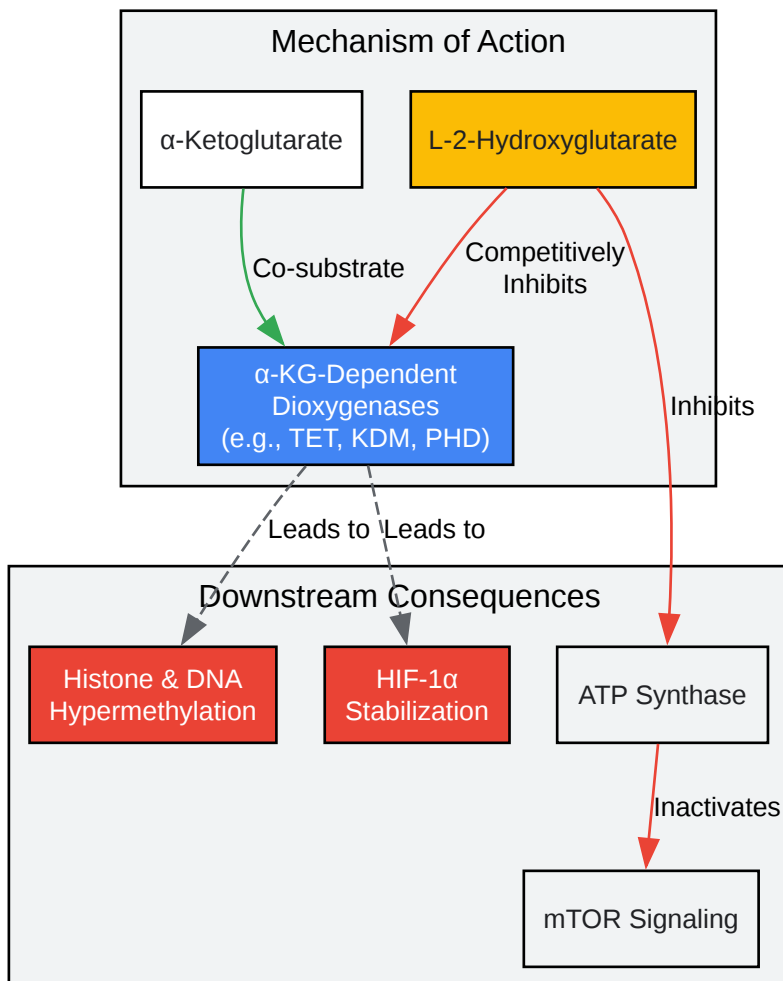 Mechanism of Action
α-Ketoglutarate
L-2-Hydroxyglutarate
Co-substrate
Competitively
Inhibits
α-KG-Dependent
Dioxygenases
(e.g., TET, KDM, PHD)
Inhibits
Leads to
Leads to
Downstream Consequences
Histone & DNA
Hypermethylation
HIF-1α
Stabilization
ATP Synthase
Inactivates
mTOR Signaling